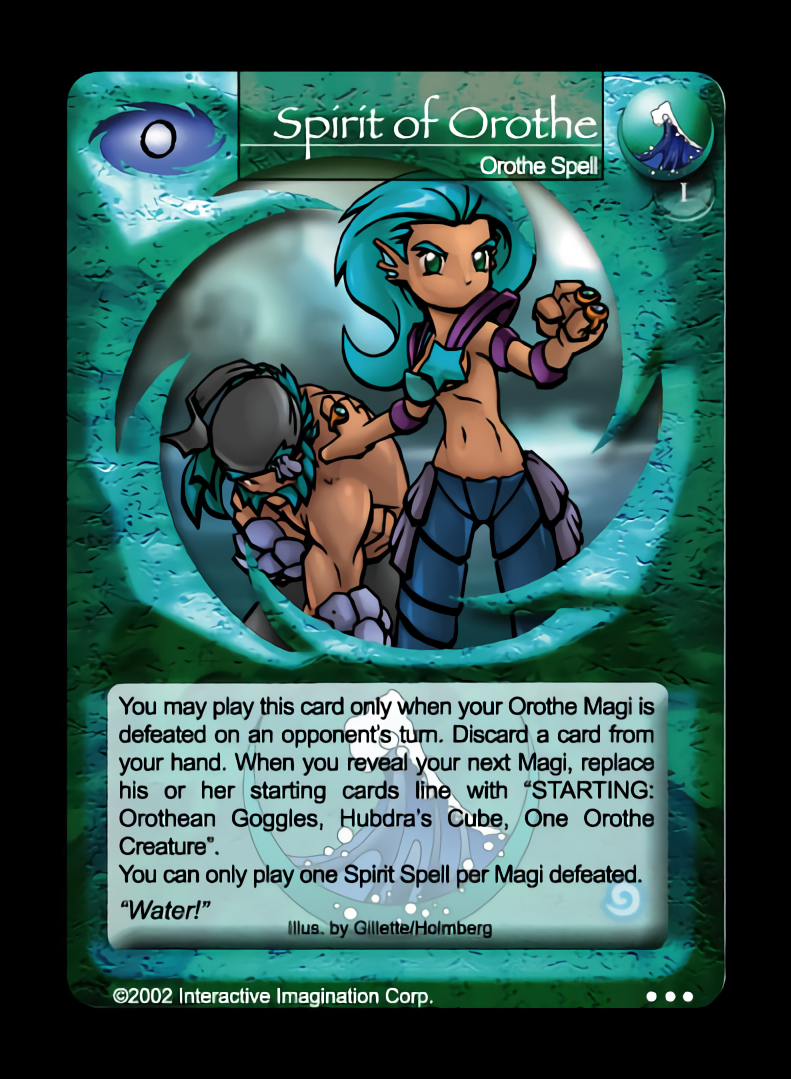 0
Spirit of Orothe
Orothe Spell
I
You may play this card only when your Orothe Magi is
defeated on an opponent's turn. Discard a card from
your hand. When you reveal your next Magi, replace
his or her starting cards line with “STARTING:
Orothean Goggles, Hubdra's Cube, One Orothe
Creature”.
You can only play one Spirit Spell per Magi defeated.
“Water!”
Illus. by Gillette/Holmberg
©2002 Interactive Imagination Corp.